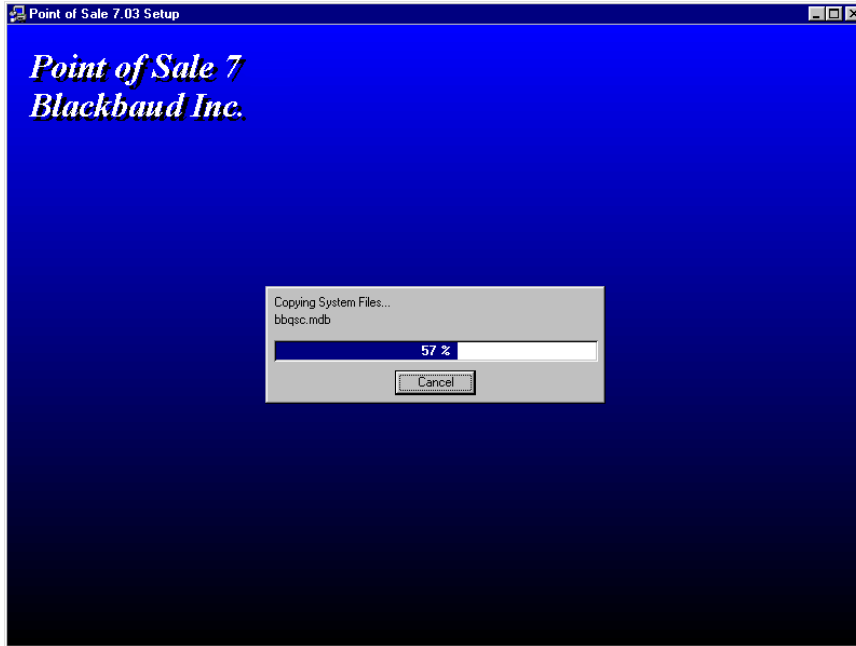 Point of Sale 7.03 Setup
Point of Sale 7
Blackbaud Inc.
Copying System Files...
bbqsc.mdb
57 %
Cancel